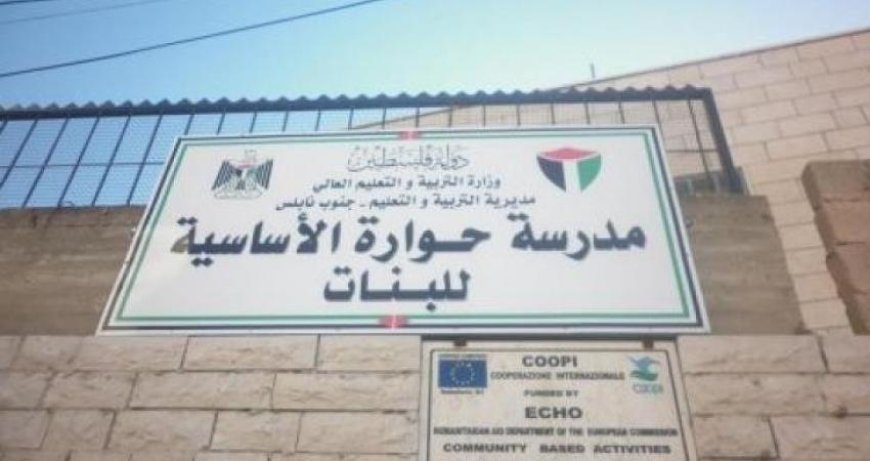 دولة فلسطين
وزارة التربية و التعليم العالي
مديرية التربية و التعليم - جنوب نابلس
مدرسة حوارة الأساسية
للبنات
COOPI
COOPERAZIONE INTERNAZIONALE
FUNDED BY
ECHO
HUMANITARIAN AID DEPARTMENT OF THE EUROPEAN COMMISSION
COMMUNITY BASED ACTIVITIES